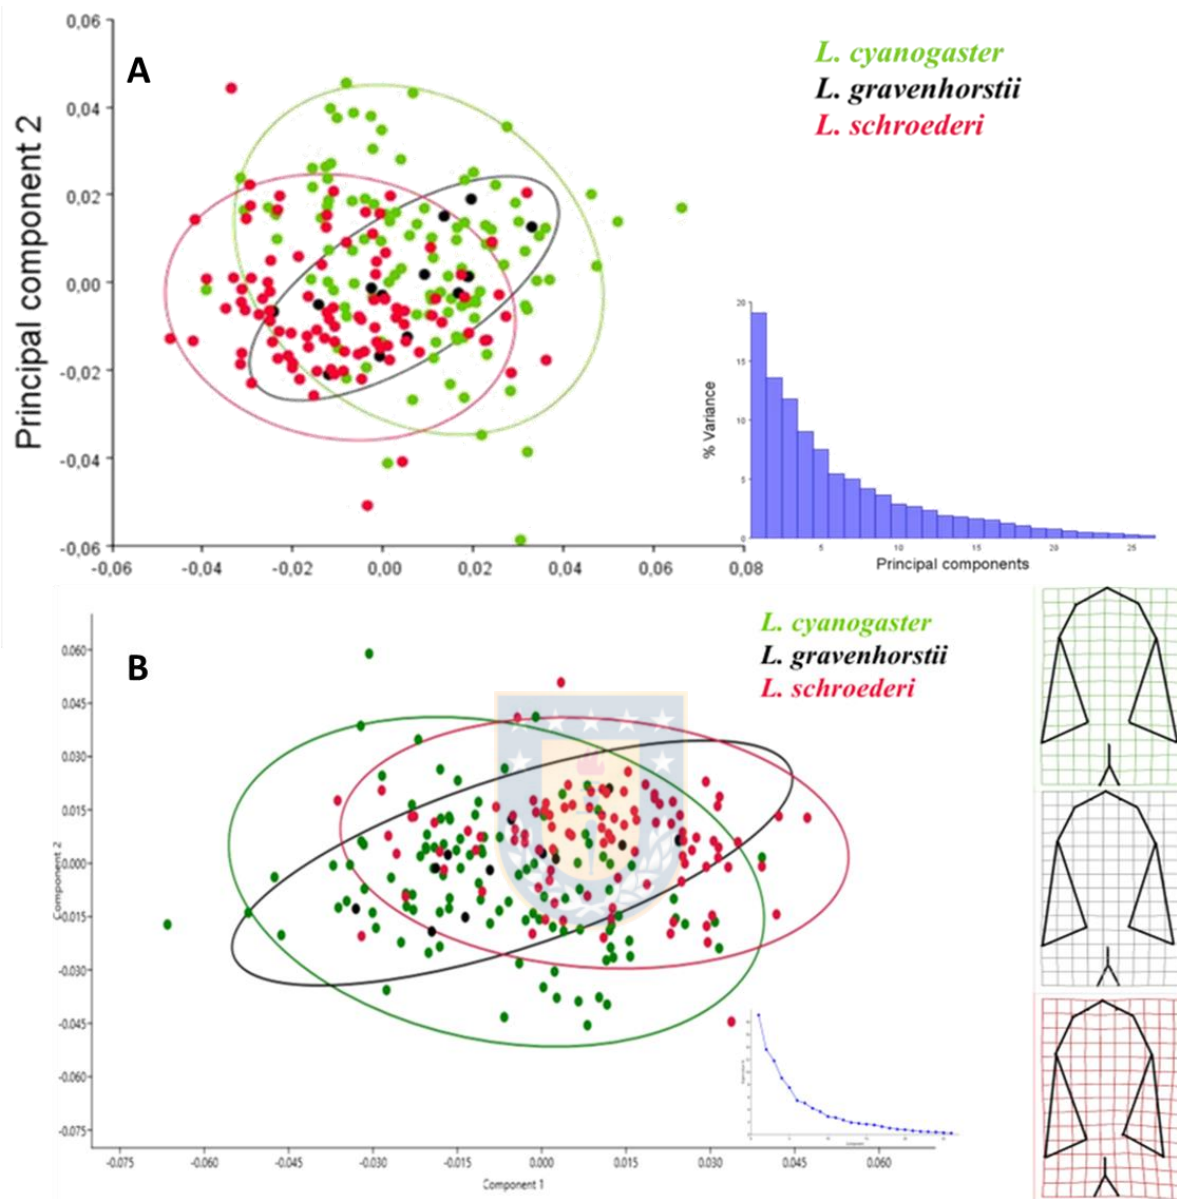 0,06
A
L. cyanogaster
L. gravenhorstii
L. schroederi
0,04
0,02
0,00
-0,02
-0,04
-0,06
Principal component 2
-0,06 -0,04 -0,02 0,00 0,02 0,04 0,06 0,08
20
15
10
5
0
% Variance
5 10 15 20 25
Principal components
B
L. cyanogaster
L. gravenhorstii
L. schroederi
0.060
0.045
0.030
0.015
0.000
-0.015
-0.030
-0.045
-0.060
-0.075
Component 2
-0.075 -0.060 -0.045 -0.030 -0.015 0.000 0.015 0.030 0.045 0.060
Component 1